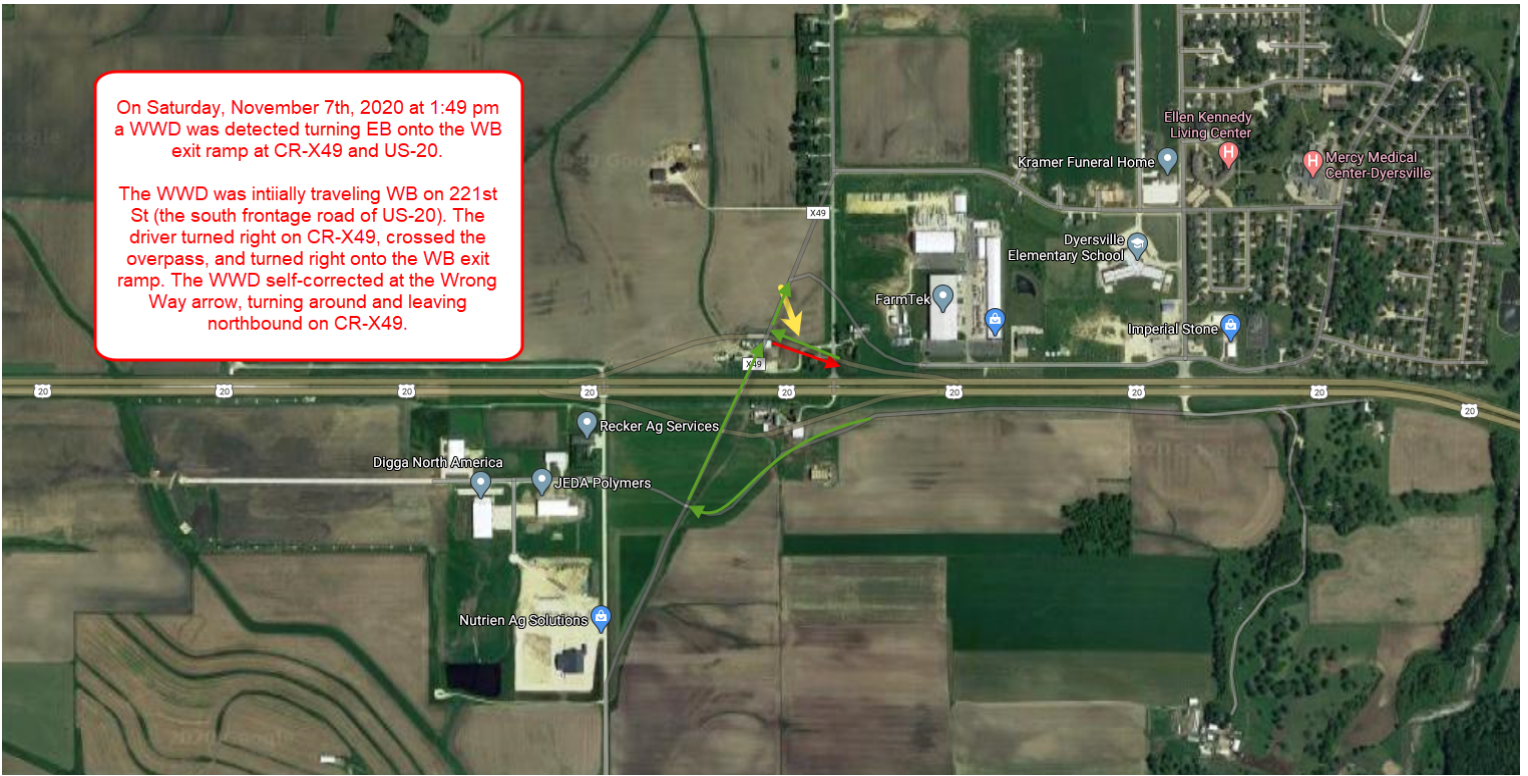 On Saturday, November 7th, 2020 at 1:49 pm
a WWD was detected turning EB onto the WB
exit ramp at CR-X49 and US-20.
The WWD was intiially traveling WB on 221st
St (the south frontage road of US-20). The
driver turned right on CR-X49, crossed the
overpass, and turned right onto the WB exit
ramp. The WWD self-corrected at the Wrong
Way arrow, turning around and leaving
northbound on CR-X49.
Ellen Kennedy
Living Center
Kramer Funeral Home
H
H
Mercy Medical
Center-Dyersville
X49
Dyersville
Elementary School
FarmTek
Imperial Stone
X49
20
20
20
20
20
20
20
20
20
Recker Ag Services
Digga North America
JEDA Polymers
Nutrien Ag Solutions